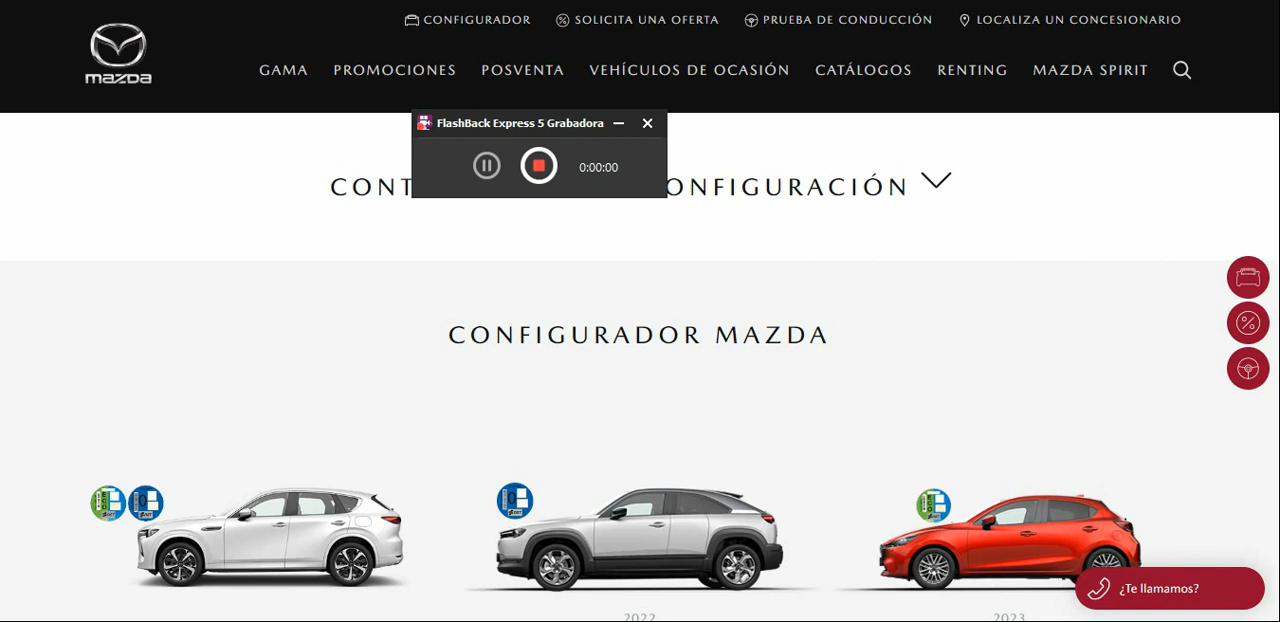 CONFIGURADOR SOLICITA UNA OFERTA PRUEBA DE CONDUCCIÓN LOCALIZA UN CONCESIONARIO
mazda
GAMA PROMOCIONES POSVENTA VEHÍCULOS DE OCASIÓN CATÁLOGOS RENTING MAZDA SPIRIT
FlashBack Express 5 Grabadora
0:00:00
CONT ONFIGURACIÓN
CONFIGURADOR MAZDA
¿Te llamamos?
2022 2023